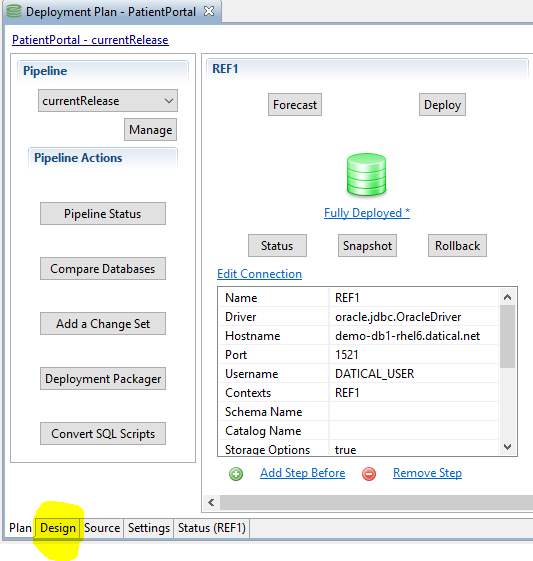 Deployment Plan - PatientPortal
PatientPortal - currentRelease
Pipeline
currentRelease
Manage
Pipeline Actions
Pipeline Status
Compare Databases
Add a Change Set
Deployment Packager
Convert SQL Scripts
REF1
Forecast Deploy
Fully Deployed *
Status Snapshot Rollback
Edit Connection
Name REF1
Driver oracle.jdbc.OracleDriver
Hostname demo-db1-rhel6.datical.net
Port 1521
Username DATICAL_USER
Contexts REF1
Schema Name
Catalog Name
Storage Options true
Add Step Before Remove Step
Plan Design Source Settings Status (REF1)